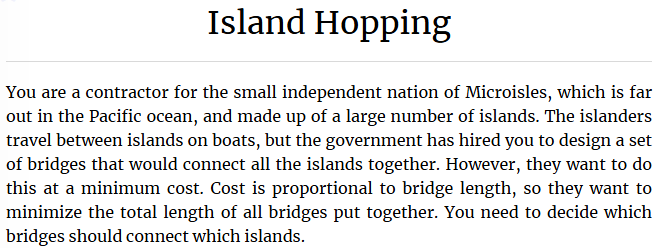 Island Hopping
You are a contractor for the small independent nation of Microisles, which is far
out in the Pacific ocean, and made up of a large number of islands. The islanders
travel between islands on boats, but the government has hired you to design a set
of bridges that would connect all the islands together. However, they want to do
this at a minimum cost. Cost is proportional to bridge length, so they want to
minimize the total length of all bridges put together. You need to decide which
bridges should connect which islands.